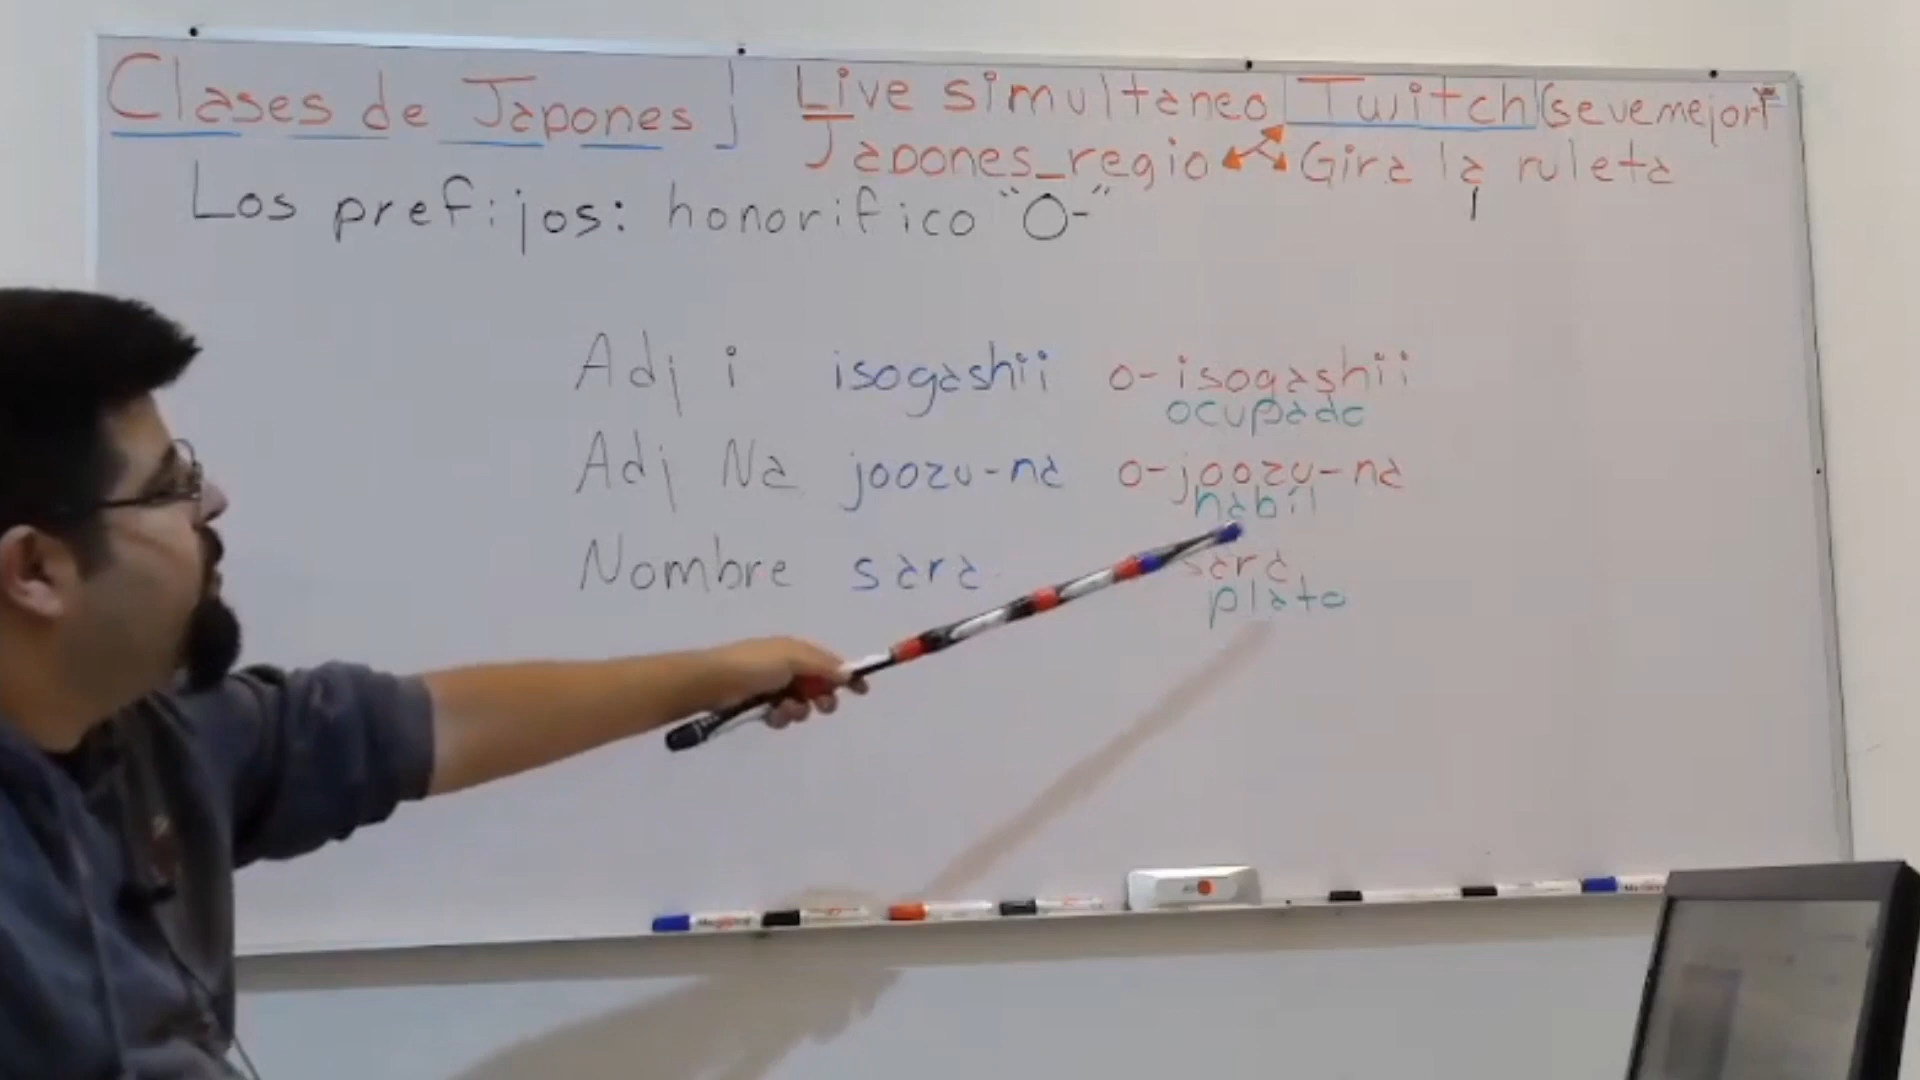 Clases de Japones
Live simultaneo Twitch (se ve mejor
Japones_regio Gira la ruleta
Los prefijos: honorifico "O-"
Adj i isogashii o-isogashii
ocupado
Adj Na joozu-na o-joozu-na
hábil
Nombre sara sara
plato